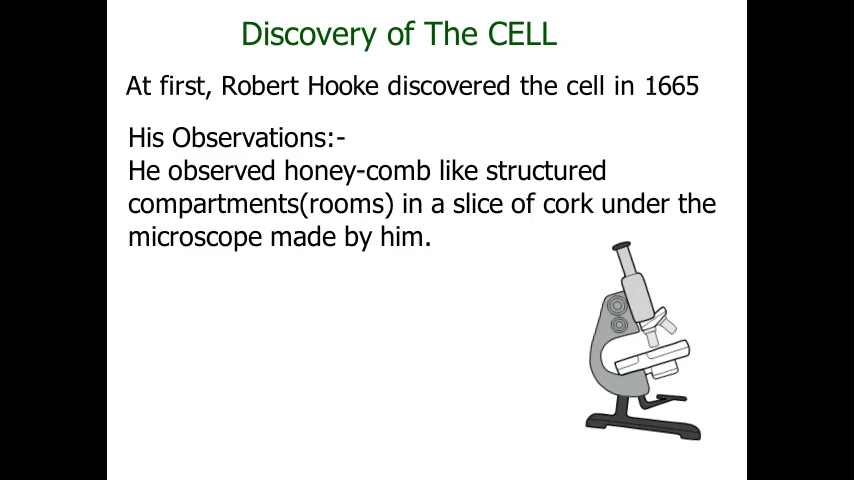 Discovery of The CELL
At first, Robert Hooke discovered the cell in 1665
His Observations:-
He observed honey-comb like structured
compartments(rooms) in a slice of cork under the
microscope made by him.